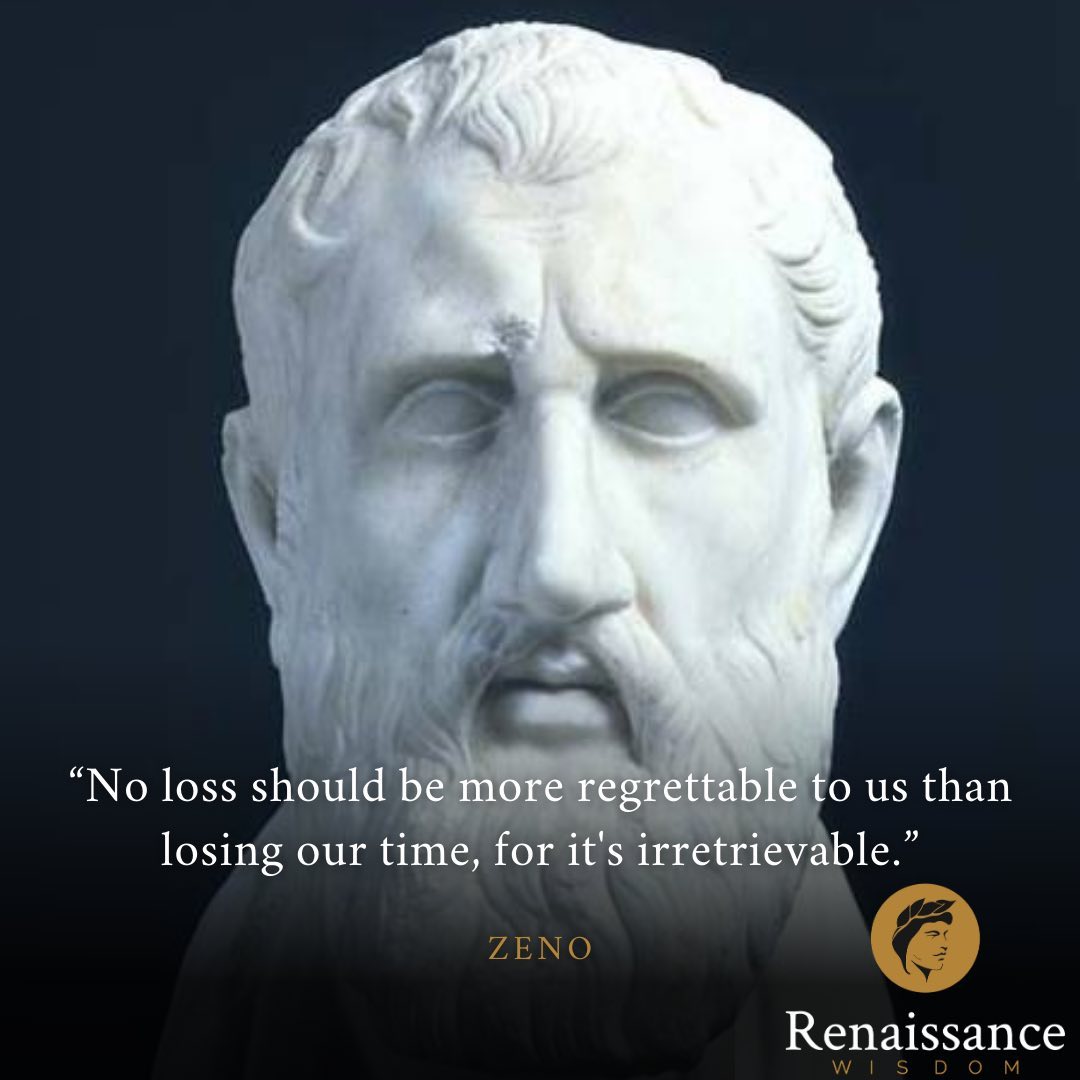 “No loss should be more regrettable to us than
losing our time, for it's irretrievable.”
ZENO
Renaissance
WISDOM